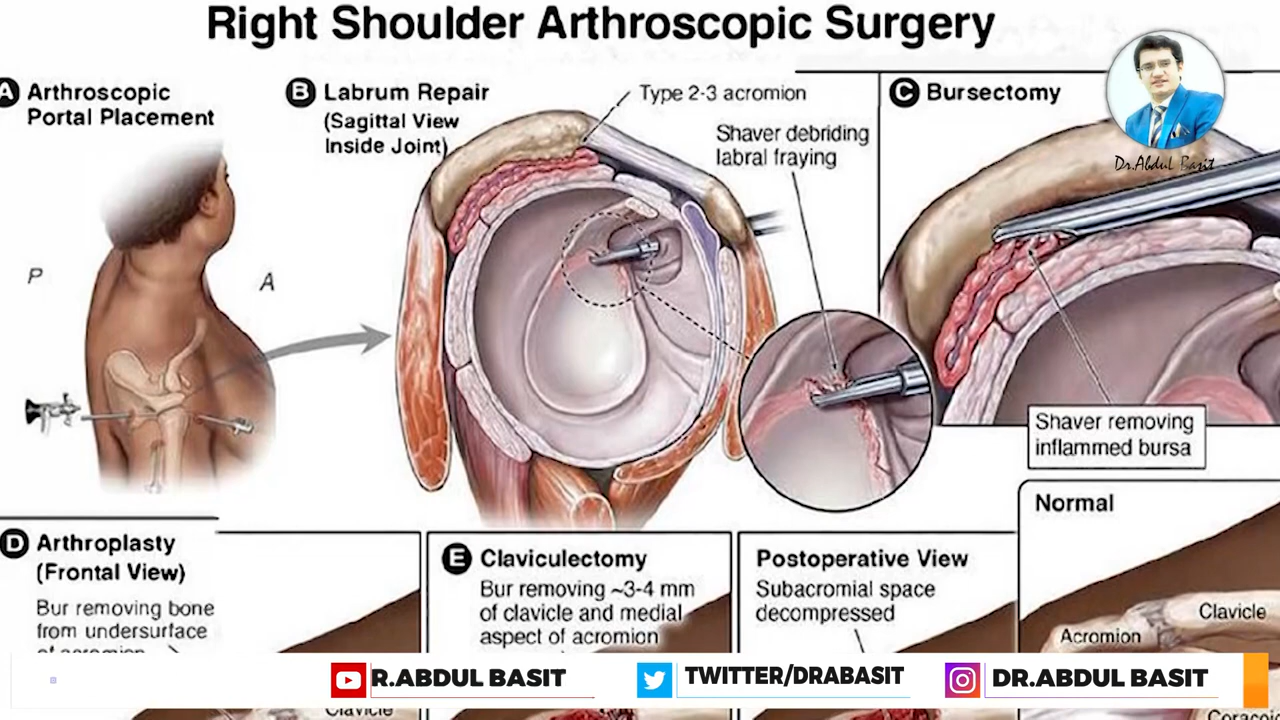 Right Shoulder Arthroscopic Surgery
A Arthroscopic
Portal Placement
P
A
B Labrum Repair
(Sagittal View
Inside Joint)
Type 2-3 acromion
Shaver debriding
labral fraying
C Bursectomy
Dr.Abdul Basit
Shaver removing
inflammed bursa
D Arthroplasty
(Frontal View)
Bur removing bone
from undersurface
of acromion
E Claviculectomy
Bur removing ~3-4 mm
of clavicle and medial
aspect of acromion
Postoperative View
Subacromial space
decompressed
Normal
Clavicle
Acromion
R.ABDUL BASIT
TWITTER/DRABASIT
DR.ABDUL BASIT
Clavicle